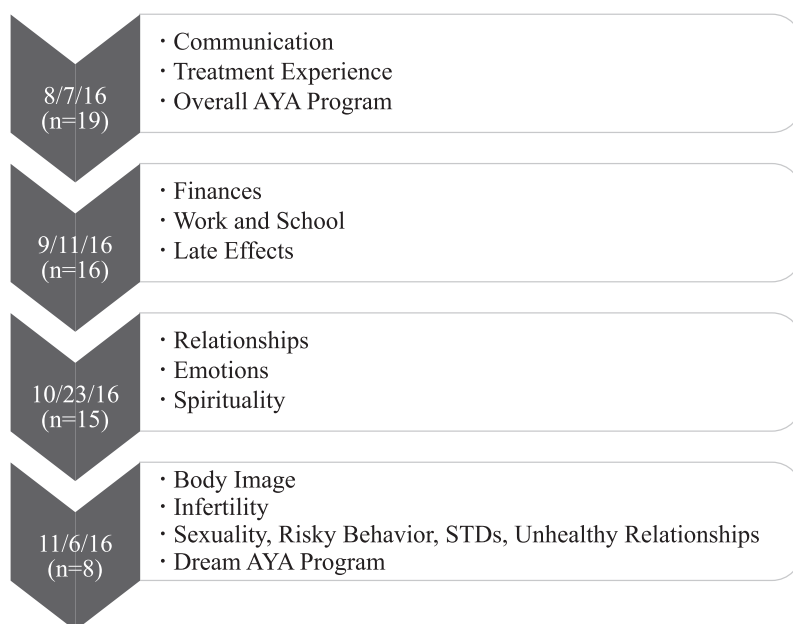 8/7/16
(n=19)
· Communication
· Treatment Experience
· Overall AYA Program
9/11/16
(n=16)
· Finances
· Work and School
· Late Effects
10/23/16
(n=15)
· Relationships
· Emotions
· Spirituality
11/6/16
(n=8)
· Body Image
· Infertility
· Sexuality, Risky Behavior, STDs, Unhealthy Relationships
· Dream AYA Program